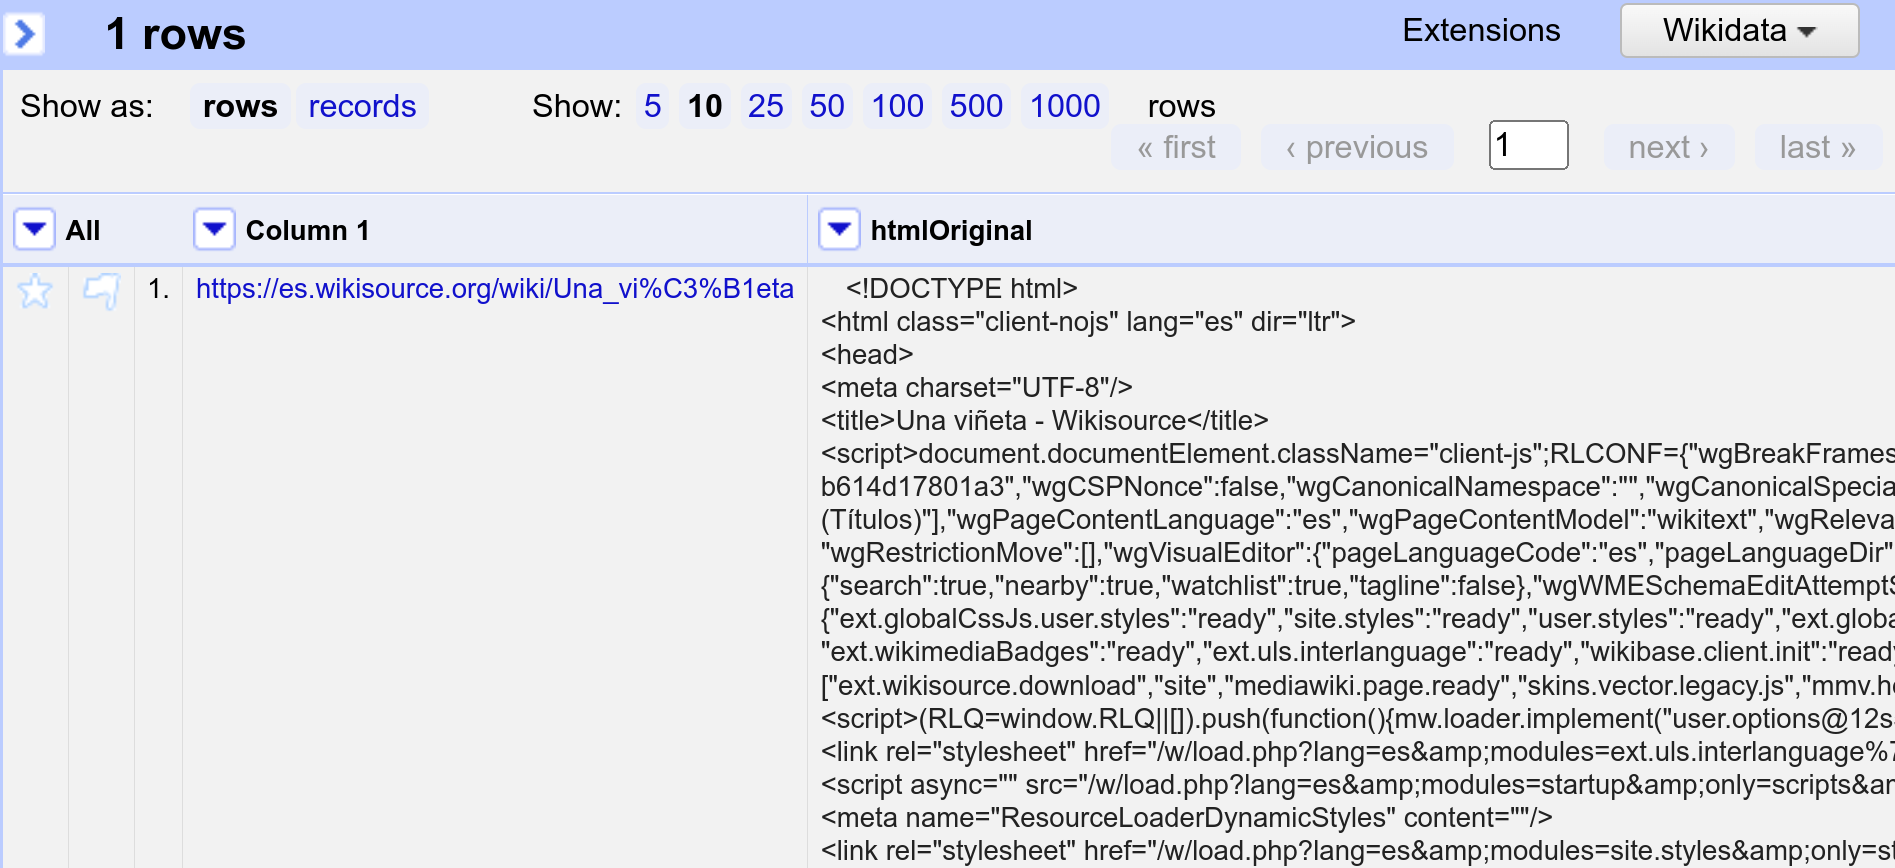 1 rows
Extensions
Wikidata
Show as: rows records Show: 5 10 25 50 100 500 1000 rows
« first ‹ previous 1 next › last »
All Column 1 htmlOriginal
1. https://es.wikisource.org/wiki/Una_vi%C3%B1eta <!DOCTYPE html>
<html class="client-nojs" lang="es" dir="ltr">
<head>
<meta charset="UTF-8"/>
<title>Una viñeta - Wikisource</title>
<script>document.documentElement.className="client-js";RLCONF={"wgBreakFrames
b614d17801a3","wgCSPNonce":false,"wgCanonicalNamespace":"","wgCanonicalSpecia
(Títulos)"],"wgPageContentLanguage":"es","wgPageContentModel":"wikitext","wgReleva
"wgRestrictionMove":[],"wgVisualEditor":{"pageLanguageCode":"es","pageLanguageDir"
{"search":true,"nearby":true,"watchlist":true,"tagline":false},"wgWMESchemaEditAttemptS
{"ext.globalCssJs.user.styles":"ready","site.styles":"ready","user.styles":"ready","ext.globa
"ext.wikimediaBadges":"ready","ext.uls.interlanguage":"ready","wikibase.client.init":"ready
["ext.wikisource.download","site","mediawiki.page.ready","skins.vector.legacy.js","mmv.he
<script>(RLQ=window.RLQ||[]).push(function(){mw.loader.implement("user.options@12s
<link rel="stylesheet" href="/w/load.php?lang=es&amp;modules=ext.uls.interlanguage%7
<script async="" src="/w/load.php?lang=es&amp;modules=startup&amp;only=scripts&am
<meta name="ResourceLoaderDynamicStyles" content=""/>
<link rel="stylesheet" href="/w/load.php?lang=es&amp;modules=site.styles&amp;only=st